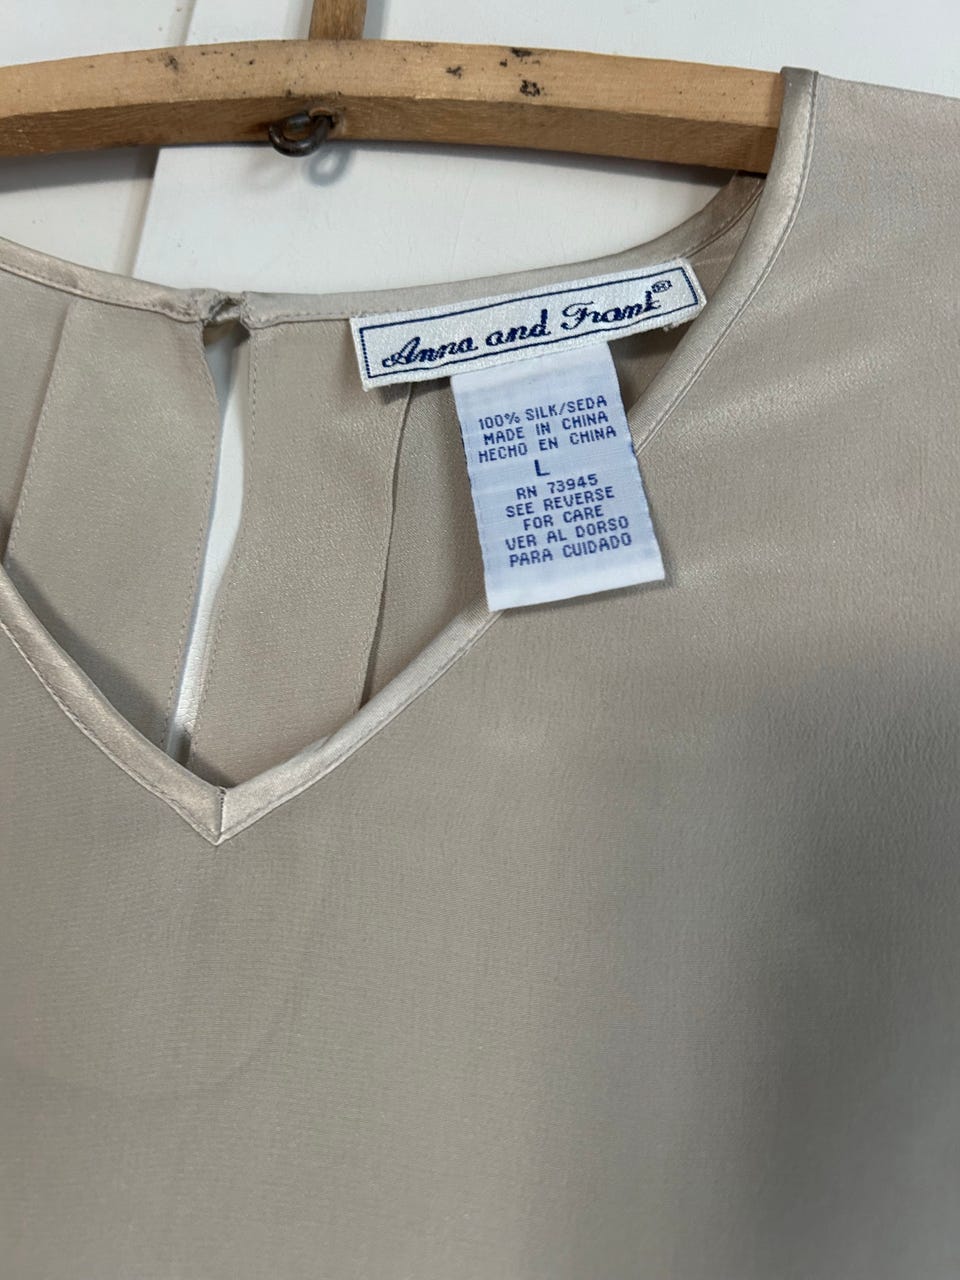 Anna and Frank®
100% SILK/SEDA
MADE IN CHINA
HECHO EN CHINA
L
RN 73945
SEE REVERSE
FOR CARE
VER AL DORSO
PARA CUIDADO